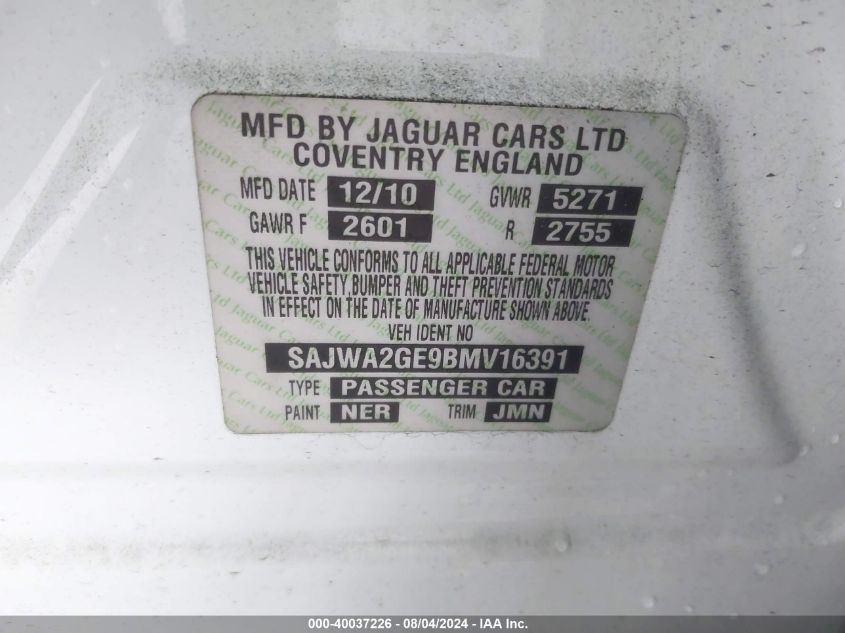 MFD BY JAGUAR CARS LTD
COVENTRY ENGLAND
MFD DATE 12/10 GVWR 5271
GAWR F 2601 R 2755
THIS VEHICLE CONFORMS TO ALL APPLICABLE FEDERAL MOTOR
VEHICLE SAFETY, BUMPER AND THEFT PREVENTION STANDARDS
IN EFFECT ON THE DATE OF MANUFACTURE SHOWN ABOVE.
VEH IDENT NO
SAJWA2GE9BMV16391
TYPE PASSENGER CAR
PAINT NER TRIM JMN
000-40037226 - 08/04/2024 - IAA Inc.